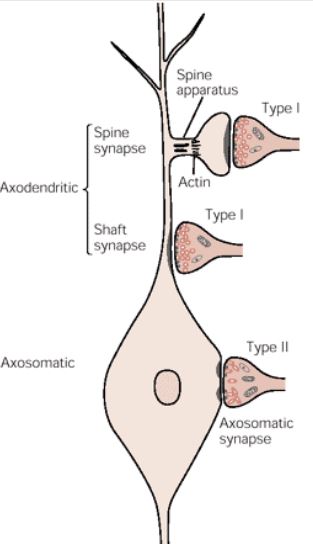 Spine
apparatus
Type I
Spine
synapse
Actin
Axodendritic
Type I
Shaft
synapse
Type II
Axosomatic
Axosomatic
synapse